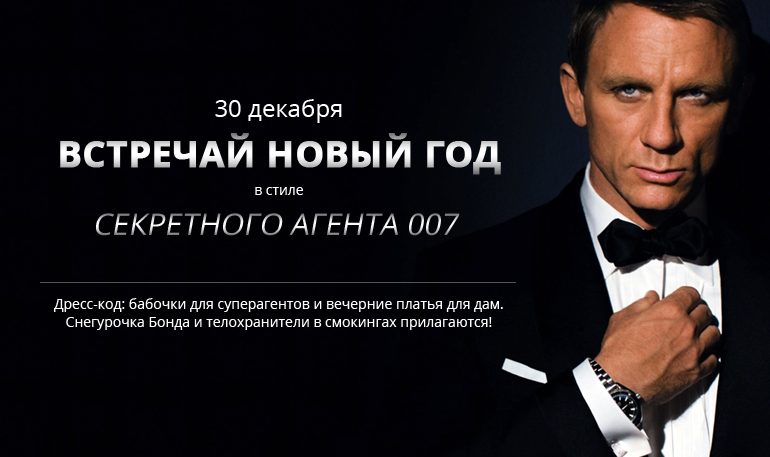 30 декабря
ВСТРЕЧАЙ НОВЫЙ ГОД
в стиле
СЕКРЕТНОГО АГЕНТА 007
Дресс-код: бабочки для суперагентов и вечерние платья для дам.
Снегурочка Бонда и телохранители в смокингах прилагаются!